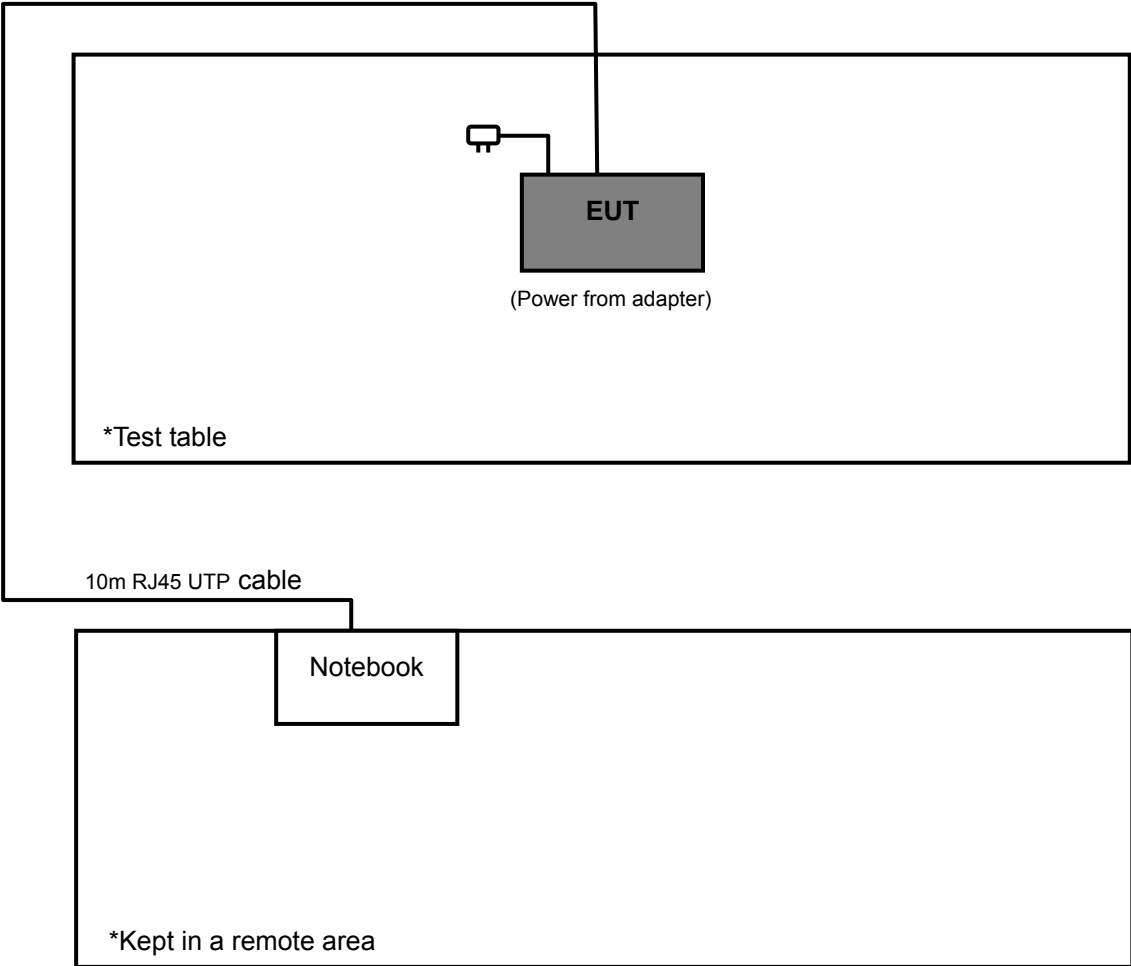 EUT
(Power from adapter)
*Test table
10m RJ45 UTP cable
Notebook
*Kept in a remote area